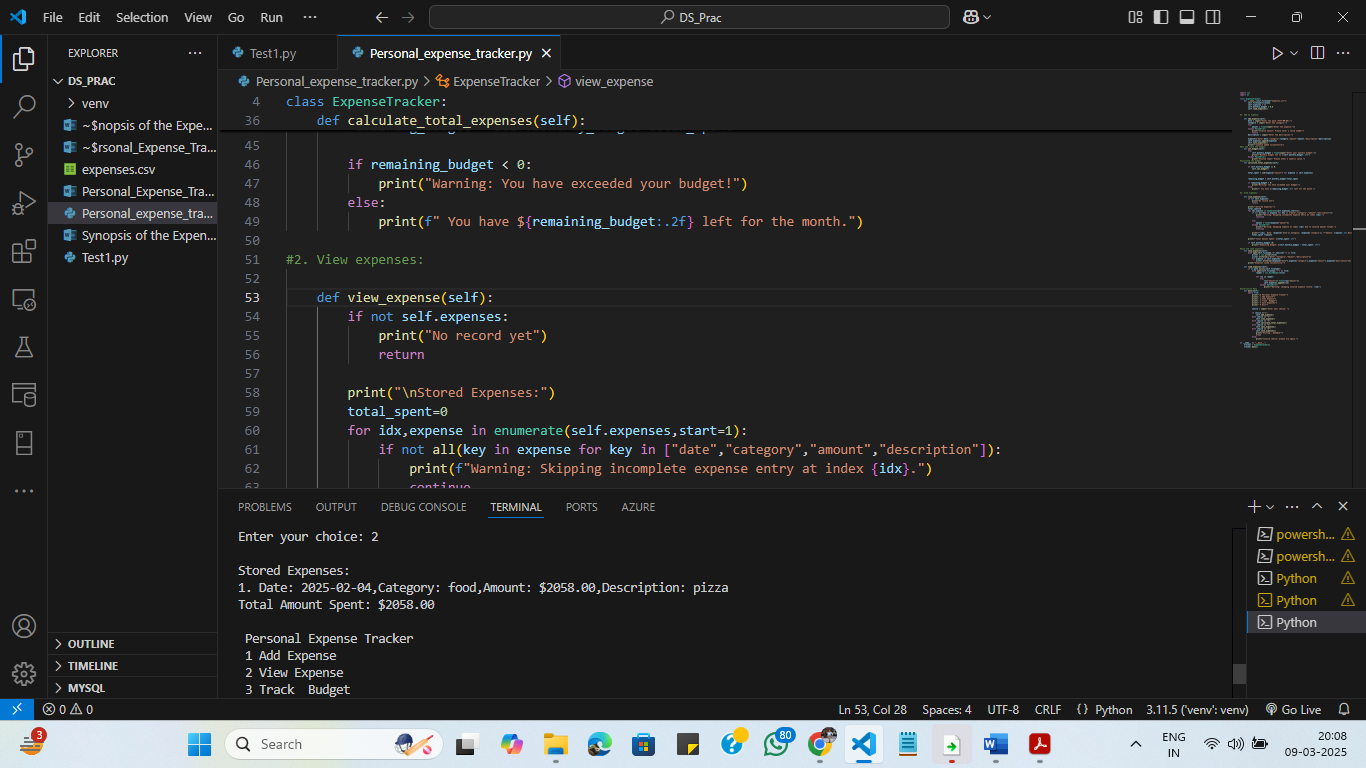 File Edit Selection View Go Run ···
DS_Prac
EXPLORER
DS_PRAC
venv
~$nopsis of the Expe...
~$rsonal_Expense_Tra...
expenses.csv
Personal_Expense_Tra...
Personal_expense_tra...
Synopsis of the Expen...
Test1.py
OUTLINE
TIMELINE
MYSQL
Test1.py Personal_expense_tracker.py
Personal_expense_tracker.py > ExpenseTracker > view_expense
4 class ExpenseTracker:
36 def calculate_total_expenses(self):
45
46 if remaining_budget < 0:
47 print("Warning: You have exceeded your budget!")
48 else:
49 print(f" You have ${remaining_budget:.2f} left for the month.")
50
51 #2. View expenses:
52
53 def view_expense(self):
54 if not self.expenses:
55 print("No record yet")
56 return
57
58 print("\nStored Expenses:")
59 total_spent=0
60 for idx,expense in enumerate(self.expenses,start=1):
61 if not all(key in expense for key in ["date","category","amount","description"]):
62 print(f"Warning: Skipping incomplete expense entry at index {idx}.")
63 continue
PROBLEMS OUTPUT DEBUG CONSOLE TERMINAL PORTS AZURE
Enter your choice: 2
Stored Expenses:
1. Date: 2025-02-04,Category: food,Amount: $2058.00,Description: pizza
Total Amount Spent: $2058.00
Personal Expense Tracker
1 Add Expense
2 View Expense
3 Track  Budget
powersh...
powersh...
Python
Python
Python
0 0
Ln 53, Col 28 Spaces: 4 UTF-8 CRLF {} Python 3.11.5 ('venv': venv) Go Live
3
Search
80
ENG
IN
20:08
09-03-2025